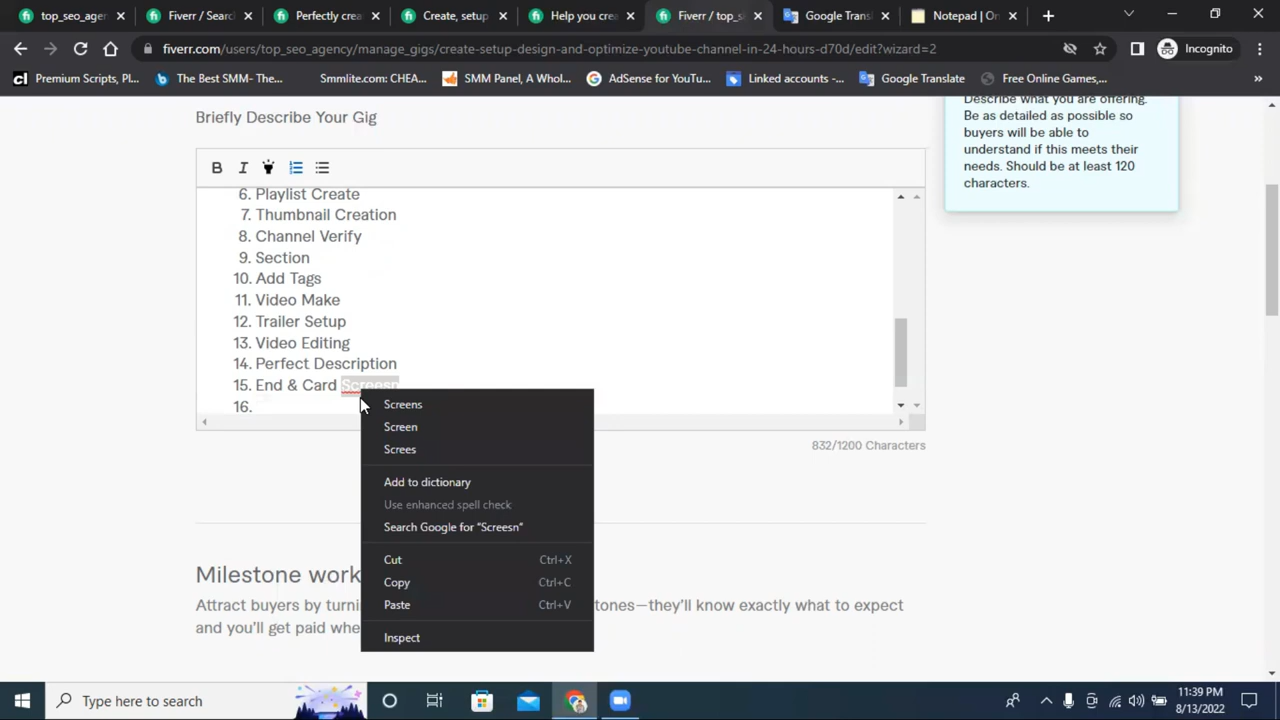 top_seo_agency
Fiverr / Search
Perfectly crea
Create, setup
Help you crea
Fiverr / top_s
Google Transl
Notepad | On
fiverr.com/users/top_seo_agency/manage_gigs/create-setup-design-and-optimize-youtube-channel-in-24-hours-d70d/edit?wizard=2
Incognito
Premium Scripts, Pl...
The Best SMM- The...
Smmlite.com: CHEA...
SMM Panel, A Whol...
AdSense for YouTu...
Linked accounts -...
Google Translate
Free Online Games,...
»
Briefly Describe Your Gig
Describe what you are offering.
Be as detailed as possible so
buyers will be able to
understand if this meets their
needs. Should be at least 120
characters.
B I
6. Playlist Create
7. Thumbnail Creation
8. Channel Verify
9. Section
10. Add Tags
11. Video Make
12. Trailer Setup
13. Video Editing
14. Perfect Description
15. End & Card Screesn
16.
Screens
Screen
Screes
Add to dictionary
Use enhanced spell check
Search Google for “Screesn”
Cut Ctrl+X
Copy Ctrl+C
Paste Ctrl+V
Inspect
832/1200 Characters
Milestone work
Attract buyers by turni
tones—they’ll know exactly what to expect
and you’ll get paid whe
Type here to search
11:39 PM
8/13/2022